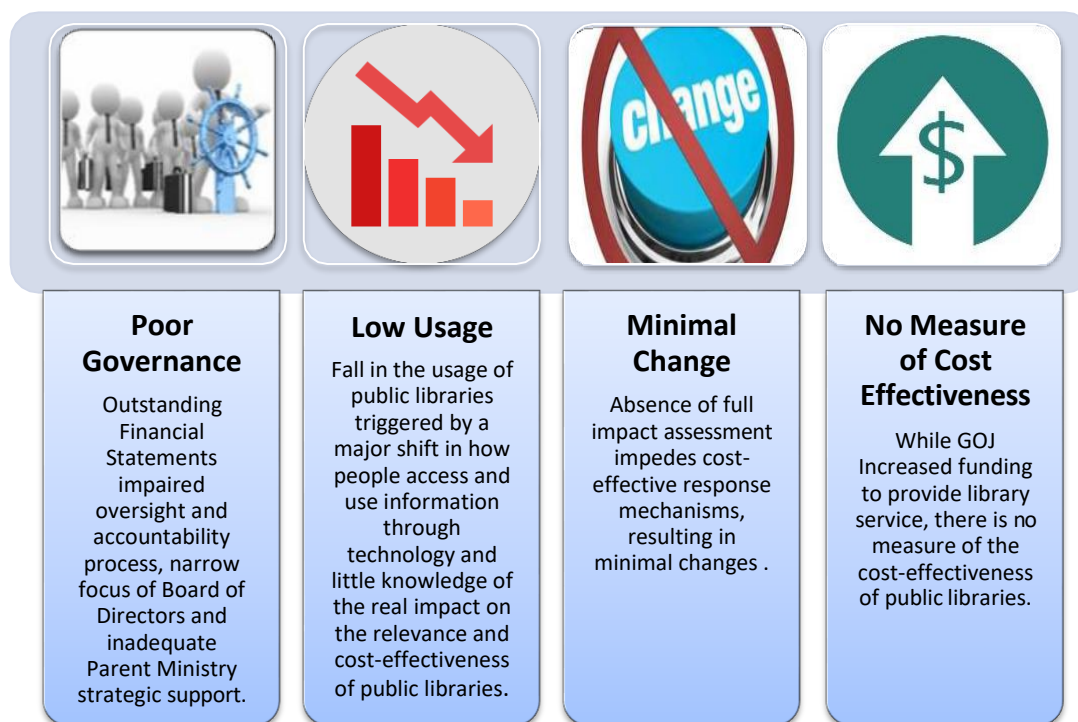 change
$
Poor
Governance
Outstanding
Financial
Statements
impaired
oversight and
accountability
process, narrow
focus of Board of
Directors and
inadequate
Parent Ministry
strategic support.
Low Usage
Fall in the usage of
public libraries
triggered by a
major shift in how
people access and
use information
through
technology and
little knowledge of
the real impact on
the relevance and
cost-effectiveness
of public libraries.
Minimal
Change
Absence of full
impact assessment
impedes cost-
effective response
mechanisms,
resulting in
minimal changes .
No Measure
of Cost
Effectiveness
While GOJ
Increased funding
to provide library
service, there is no
measure of the
cost-effectiveness
of public libraries.